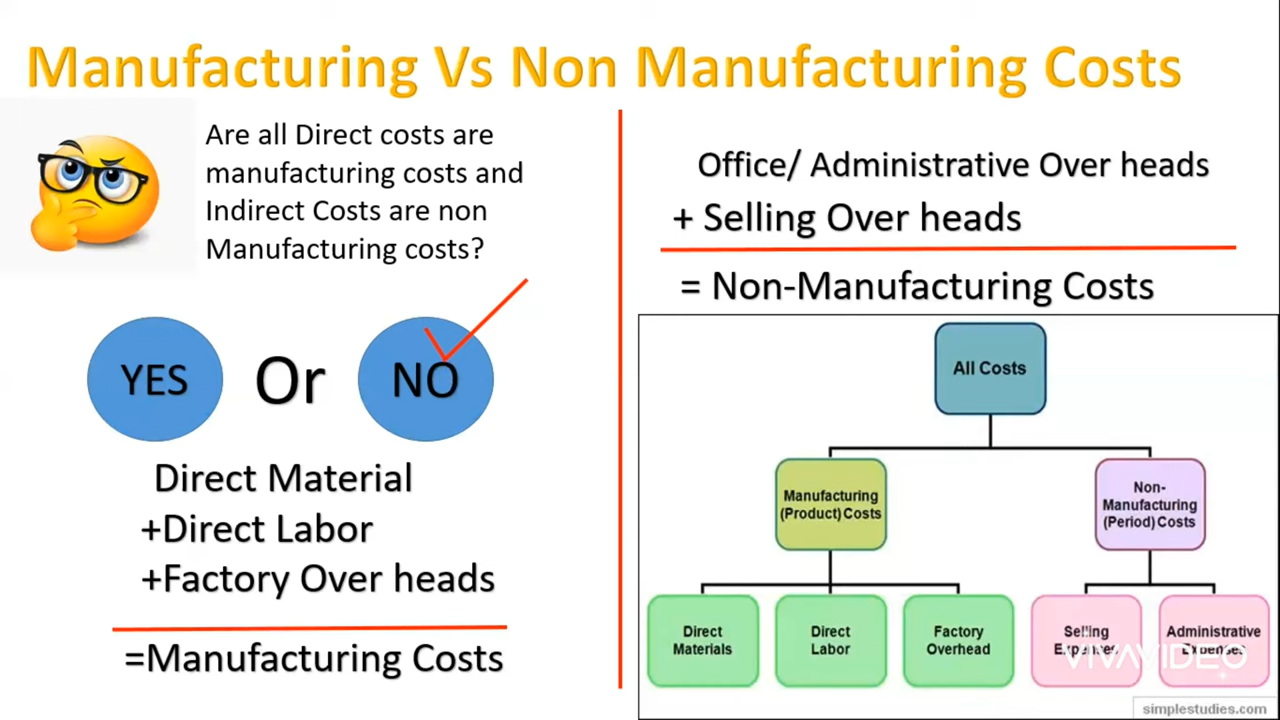 Manufacturing Vs Non Manufacturing Costs
Are all Direct costs are
manufacturing costs and
Indirect Costs are non
Manufacturing costs?
YES
Or
NO
Direct Material
+Direct Labor
+Factory Over heads
=Manufacturing Costs
Office/ Administrative Over heads
+ Selling Over heads
= Non-Manufacturing Costs
All Costs
Manufacturing
(Product) Costs
Non-
Manufacturing
(Period) Costs
Direct
Materials
Direct
Labor
Factory
Overhead
Selling
Expenses
Administrative
Expenses
VIVAVIDEO
simplestudies.com